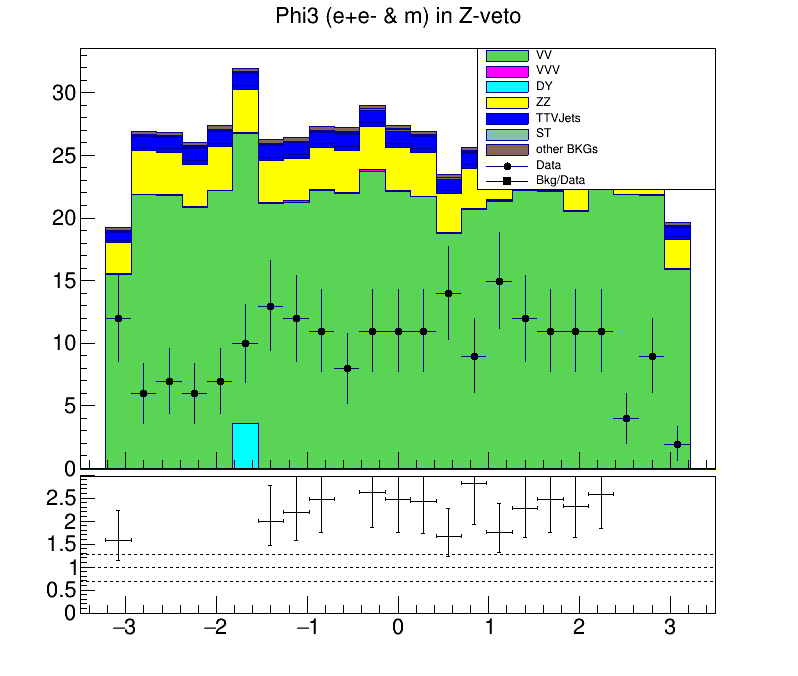 Phi3 (e+e- & m) in Z-veto
VV
VVV
DY
ZZ
TTVJets
ST
other BKGs
Data
Bkg/Data
30
25
20
15
10
5
0
2.5
2
1.5
1
0.5
0
−3 −2 −1 0 1 2 3